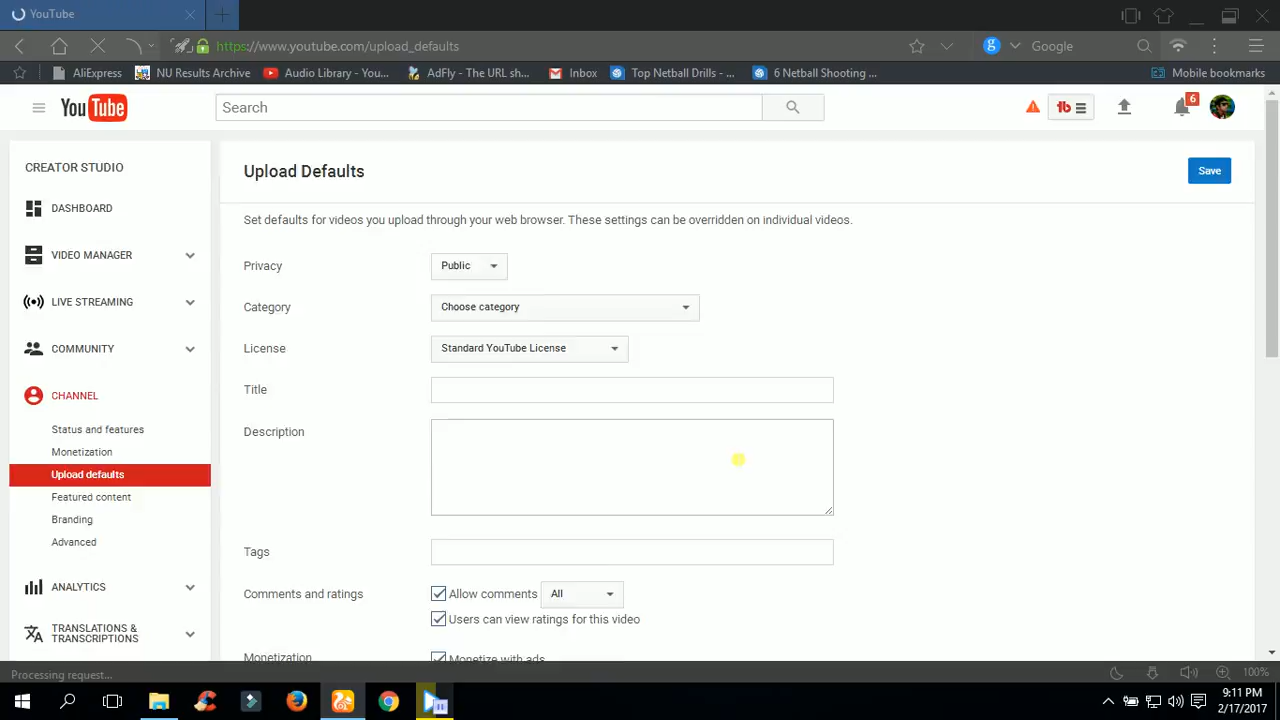 YouTube
https://www.youtube.com/upload_defaults
g
Google
AliExpress
NU Results Archive
Audio Library - You...
AdFly - The URL sh...
Inbox
Top Netball Drills - ...
6 Netball Shooting ...
Mobile bookmarks
YouTube
Search
tb
6
CREATOR STUDIO
DASHBOARD
VIDEO MANAGER
LIVE STREAMING
COMMUNITY
CHANNEL
Status and features
Monetization
Upload defaults
Featured content
Branding
Advanced
ANALYTICS
TRANSLATIONS &
TRANSCRIPTIONS
Upload Defaults
Save
Set defaults for videos you upload through your web browser. These settings can be overridden on individual videos.
Privacy
Public
Category
Choose category
License
Standard YouTube License
Title
Description
Tags
Comments and ratings
Allow comments
All
Users can view ratings for this video
Monetization
Monetize with ads
Processing request...
100%
9:11 PM
2/17/2017